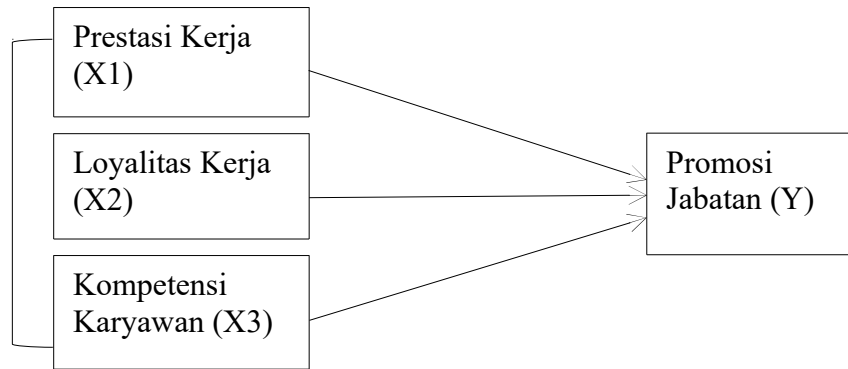 Prestasi Kerja
(X1)
Loyalitas Kerja
(X2)
Kompetensi
Karyawan (X3)
Promosi
Jabatan (Y)